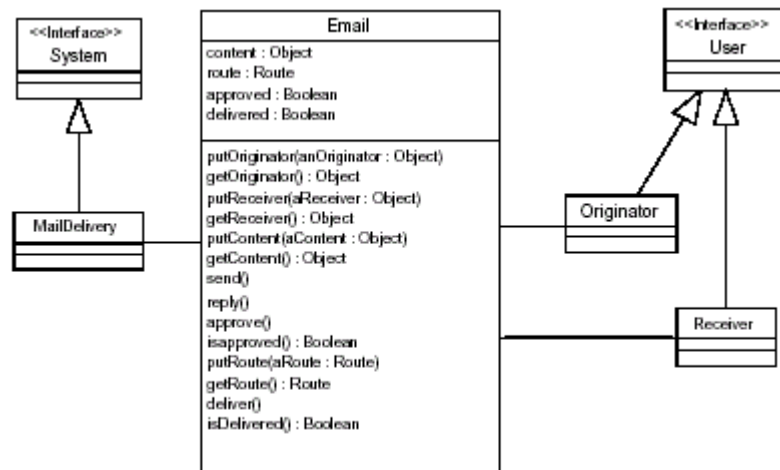 <<Interface>>
System
MailDelivery
Email
content : Object
route : Route
approved : Boolean
delivered : Boolean
putOriginator(anOriginator : Object)
getOriginator() : Object
putReceiver(aReceiver : Object)
getReceiver() : Object
putContent(aContent : Object)
getContent() : Object
send()
reply()
approve()
isapproved() : Boolean
putRoute(aRoute : Route)
getRoute() : Route
deliver()
isDelivered() : Boolean
<<Interface>>
User
Originator
Receiver